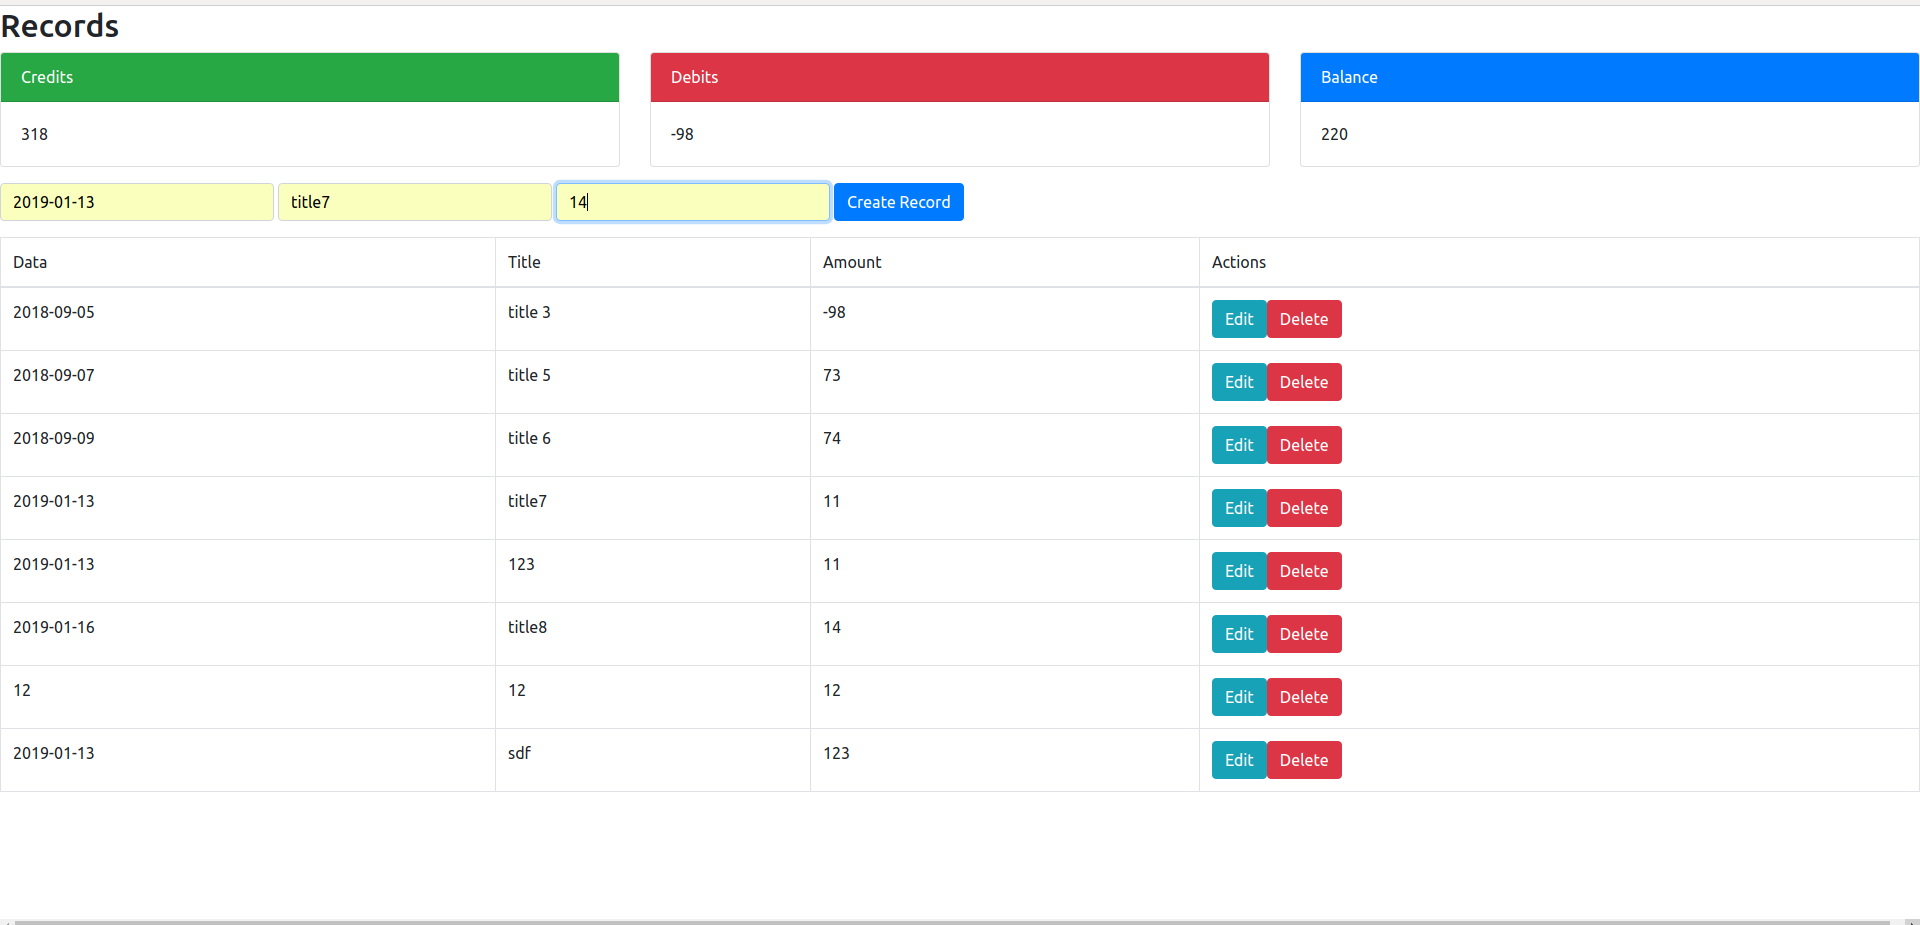 Records
Credits Debits Balance
318 -98 220
2019-01-13 title7 14 Create Record
Data Title Amount Actions
2018-09-05 title 3 -98 Edit Delete
2018-09-07 title 5 73 Edit Delete
2018-09-09 title 6 74 Edit Delete
2019-01-13 title7 11 Edit Delete
2019-01-13 123 11 Edit Delete
2019-01-16 title8 14 Edit Delete
12 12 12 Edit Delete
2019-01-13 sdf 123 Edit Delete